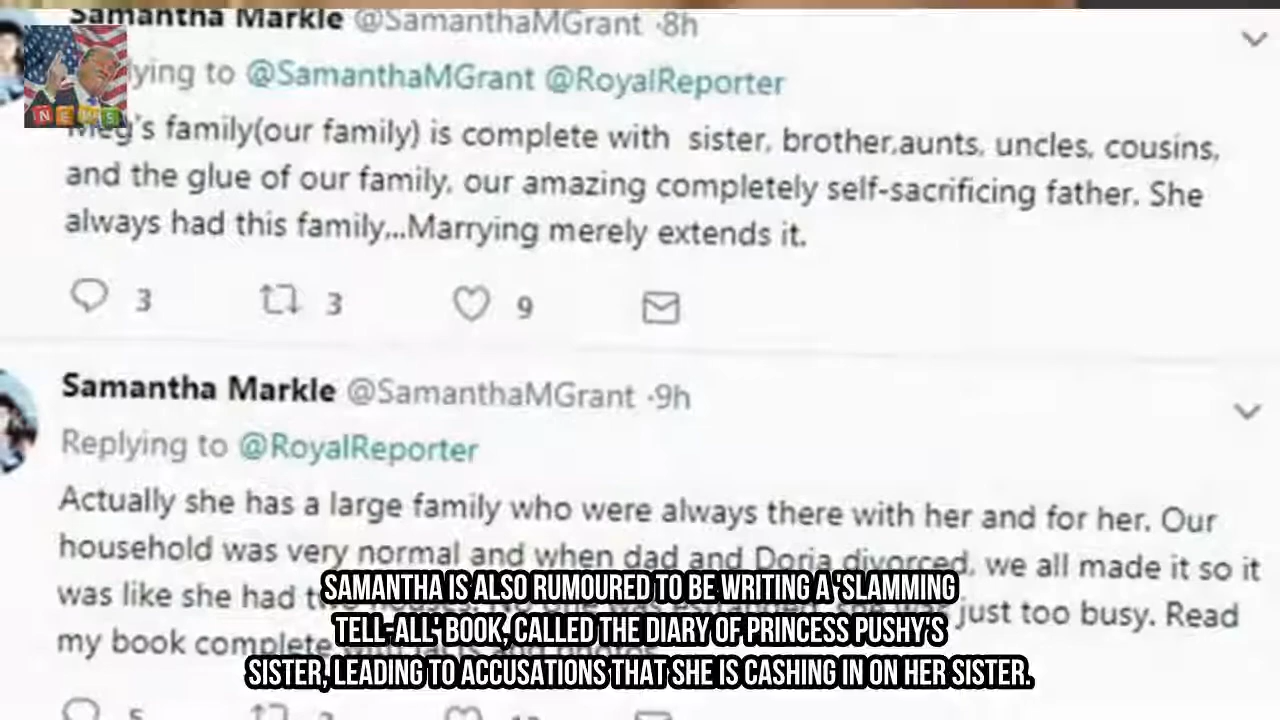 Samantha Markle @SamanthaMGrant ·8h
lying to @SamanthaMGrant @RoyalReporter
NEWS
Meg's family(our family) is complete with sister, brother,aunts, uncles, cousins,
and the glue of our family, our amazing completely self-sacrificing father. She
always had this family...Marrying merely extends it.
3 3 9
Samantha Markle @SamanthaMGrant ·9h
Replying to @RoyalReporter
Actually she has a large family who were always there with her and for her. Our
household was very normal and when dad and Doria divorced, we all made it so it
was like she had just too busy. Read
my book complete
SAMANTHA IS ALSO RUMOURED TO BE WRITING A 'SLAMMING
TELL-ALL' BOOK, CALLED THE DIARY OF PRINCESS PUSHY'S
SISTER, LEADING TO ACCUSATIONS THAT SHE IS CASHING IN ON HER SISTER.
5